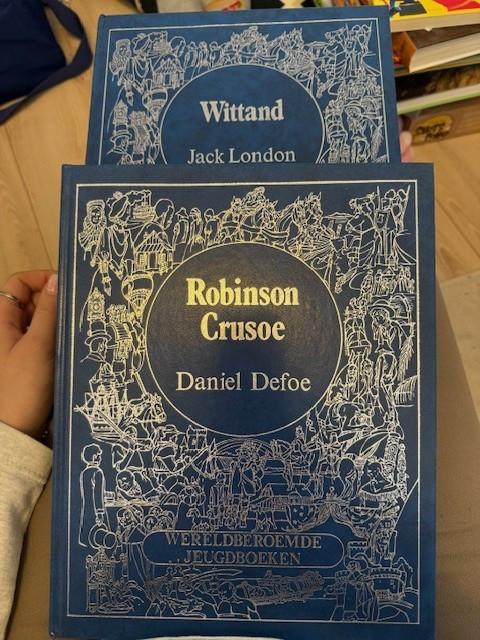 Wittand
Jack London
Robinson
Crusoe
Daniel Defoe
WERELDBEROEMDE
JEUGDBOEKEN